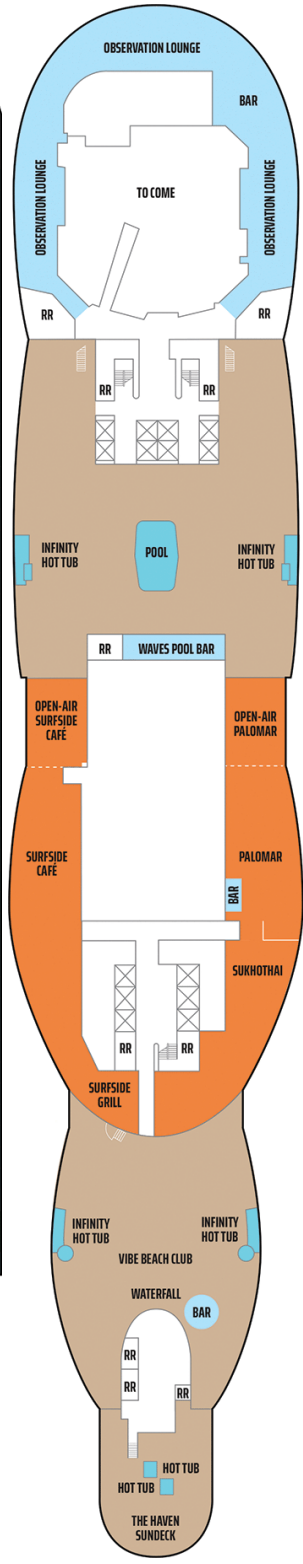 OBSERVATION LOUNGE
BAR
OBSERVATION LOUNGE
OBSERVATION LOUNGE
TO COME
RR
RR
RR
RR
INFINITY
HOT TUB
POOL
INFINITY
HOT TUB
RR
WAVES POOL BAR
OPEN-AIR
SURFSIDE
CAFÉ
OPEN-AIR
PALOMAR
SURFSIDE
CAFÉ
PALOMAR
BAR
SUKHOTHAI
RR
RR
SURFSIDE
GRILL
INFINITY
HOT TUB
INFINITY
HOT TUB
VIBE BEACH CLUB
WATERFALL
BAR
RR
RR
RR
HOT TUB
HOT TUB
THE HAVEN
SUNDECK